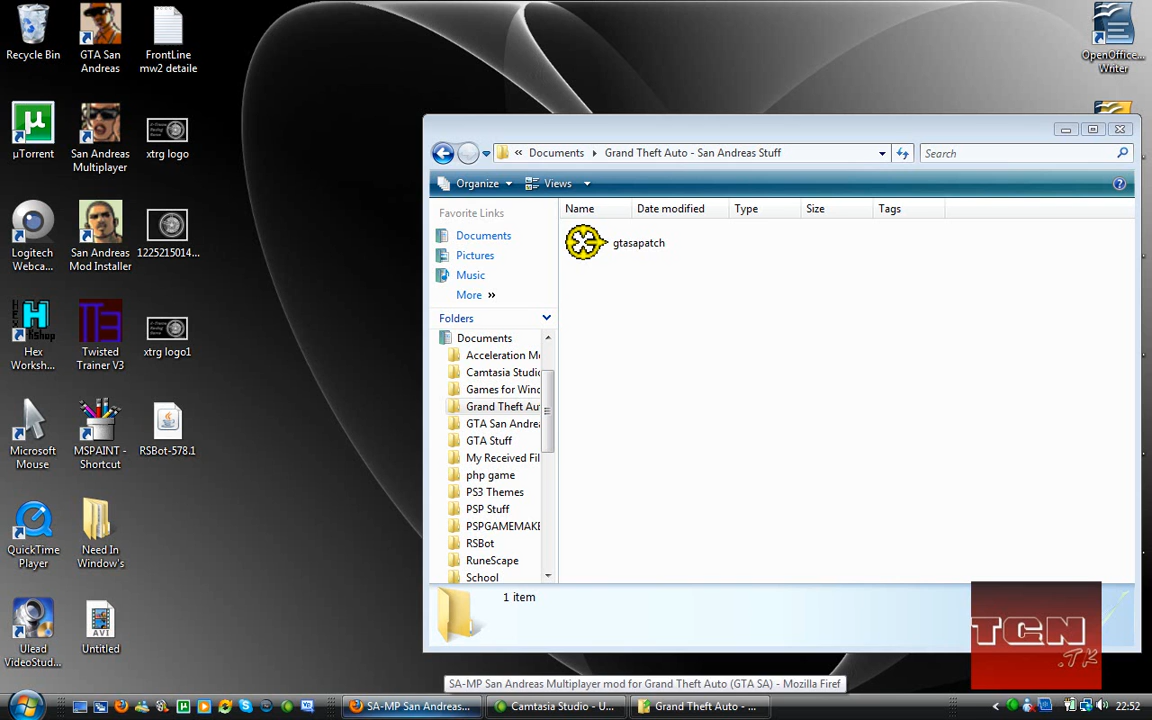 Recycle Bin
GTA San
Andreas
FrontLine
mw2 detaile
OpenOffice...
Writer
µ
µTorrent
San Andreas
Multiplayer
xtrg logo
Logitech
Webca...
San Andreas
Mod Installer
1225215014...
Hex
Worksh...
Twisted
Trainer V3
xtrg logo1
Microsoft
Mouse
MSPAINT -
Shortcut
RSBot-578.1
QuickTime
Player
Need In
Window's
Ulead
VideoStud...
AVI
Untitled
« Documents Grand Theft Auto - San Andreas Stuff
Search
Organize Views
Favorite Links
Documents
Pictures
Music
More »
Folders
Documents
Acceleration Mo
Camtasia Studio
Games for Wind
Grand Theft Aut
GTA San Andrea
GTA Stuff
My Received Fil
php game
PS3 Themes
PSP Stuff
PSPGAMEMAKE
RSBot
RuneScape
School
Name Date modified Type Size Tags
gtasapatch
1 item
TCN
.TK
SA-MP San Andreas Multiplayer mod for Grand Theft Auto (GTA SA) - Mozilla Firef
SA-MP San Andreas... Camtasia Studio - U... Grand Theft Auto - ... 22:52